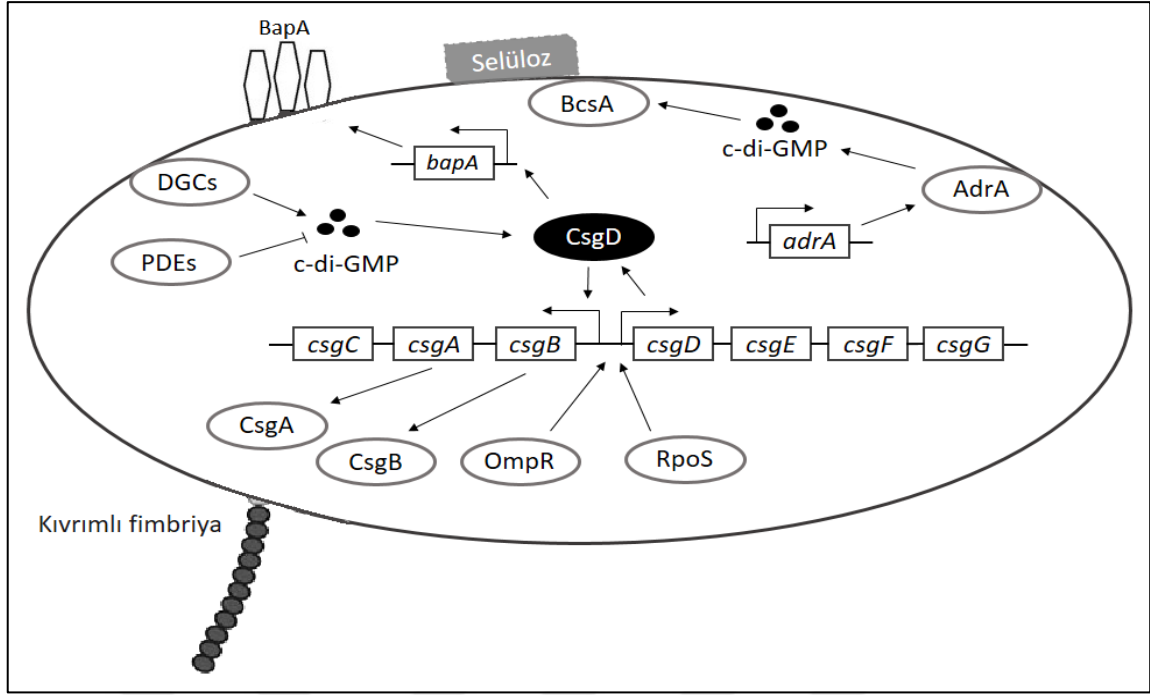 BapA
Selüloz
BcsA
c-di-GMP
bapA
DGCs
AdrA
CsgD
adrA
PDEs
c-di-GMP
csgC csgA csgB csgD csgE csgF csgG
CsgA
CsgB
OmpR
RpoS
Kıvrımlı fimbriya